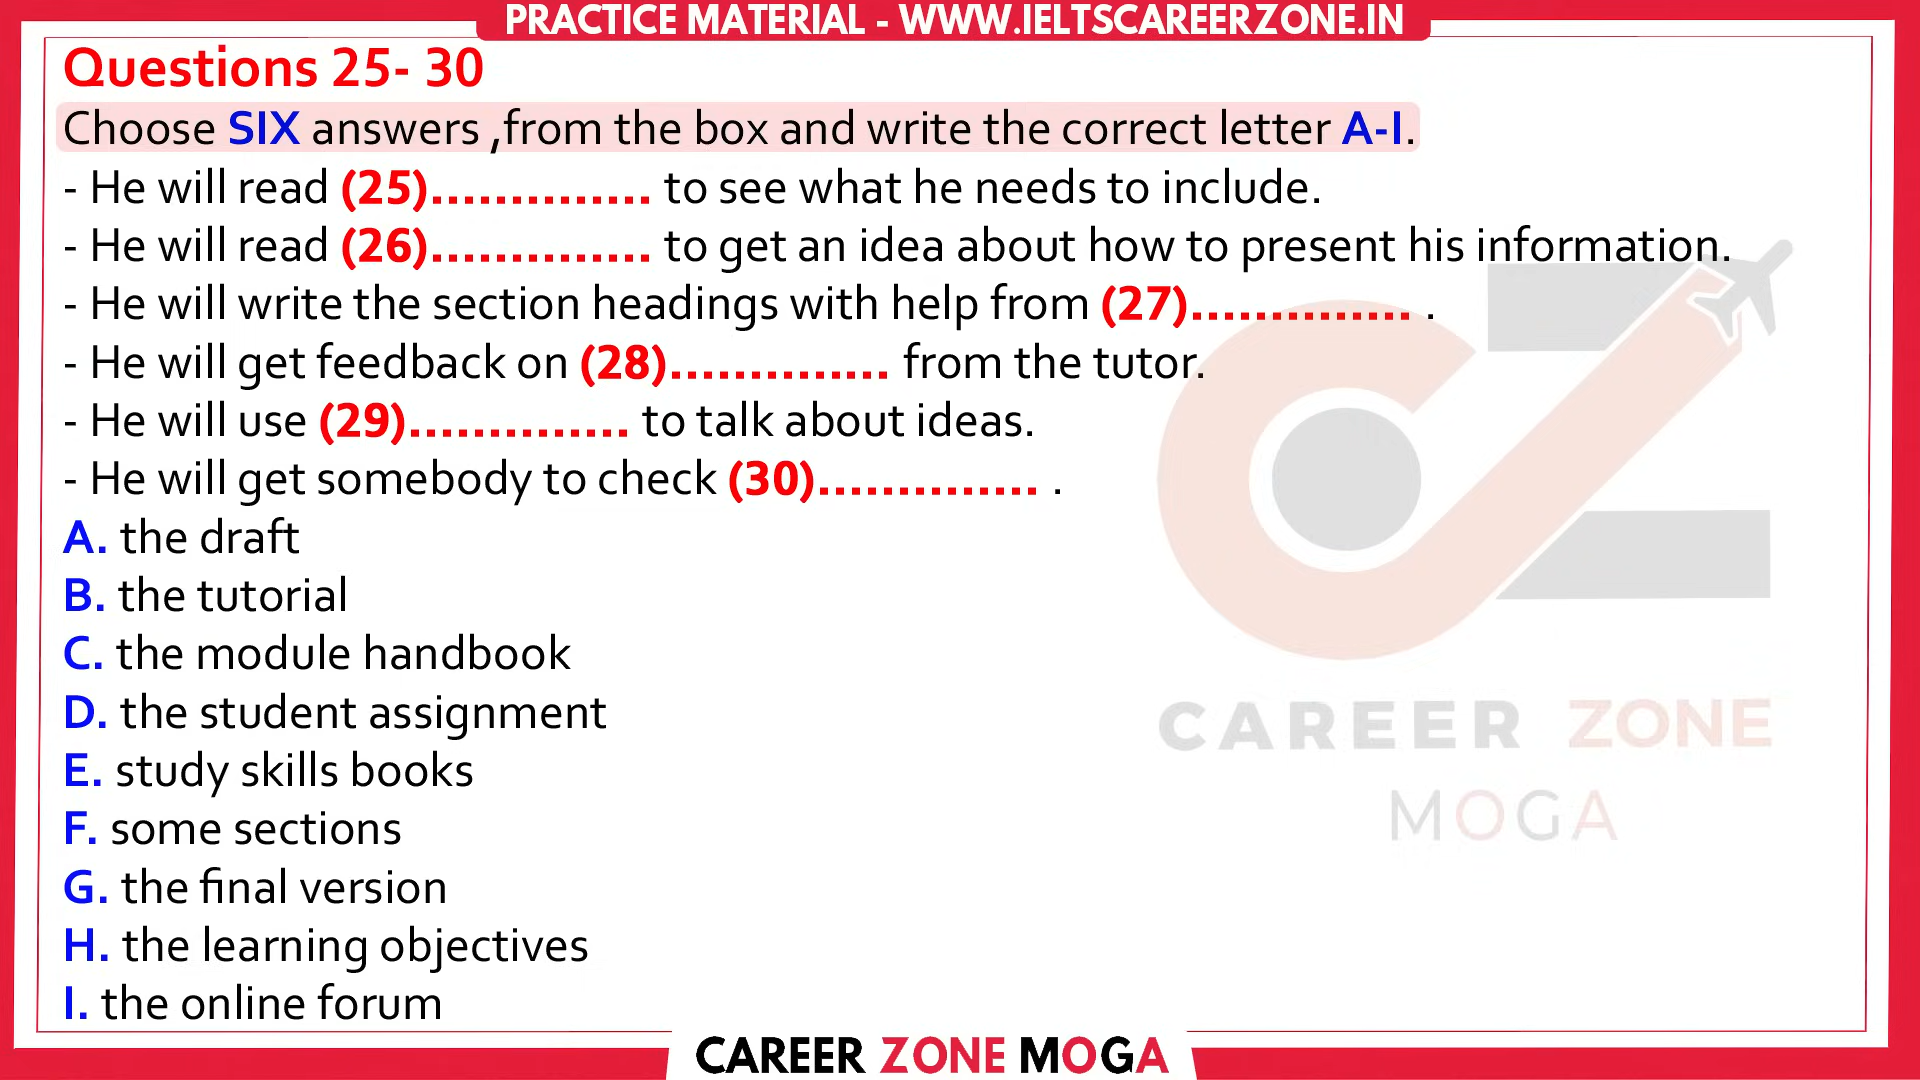 PRACTICE MATERIAL - WWW.IELTSCAREERZONE.IN
Questions 25- 30
Choose SIX answers ,from the box and write the correct letter A-I.
- He will read (25).............. to see what he needs to include.
- He will read (26).............. to get an idea about how to present his information.
- He will write the section headings with help from (27).............. .
- He will get feedback on (28).............. from the tutor.
- He will use (29).............. to talk about ideas.
- He will get somebody to check (30).............. .
A. the draft
B. the tutorial
C. the module handbook
D. the student assignment
E. study skills books
F. some sections
G. the final version
H. the learning objectives
I. the online forum
CAREER ZONE
MOGA
CAREER ZONE MOGA